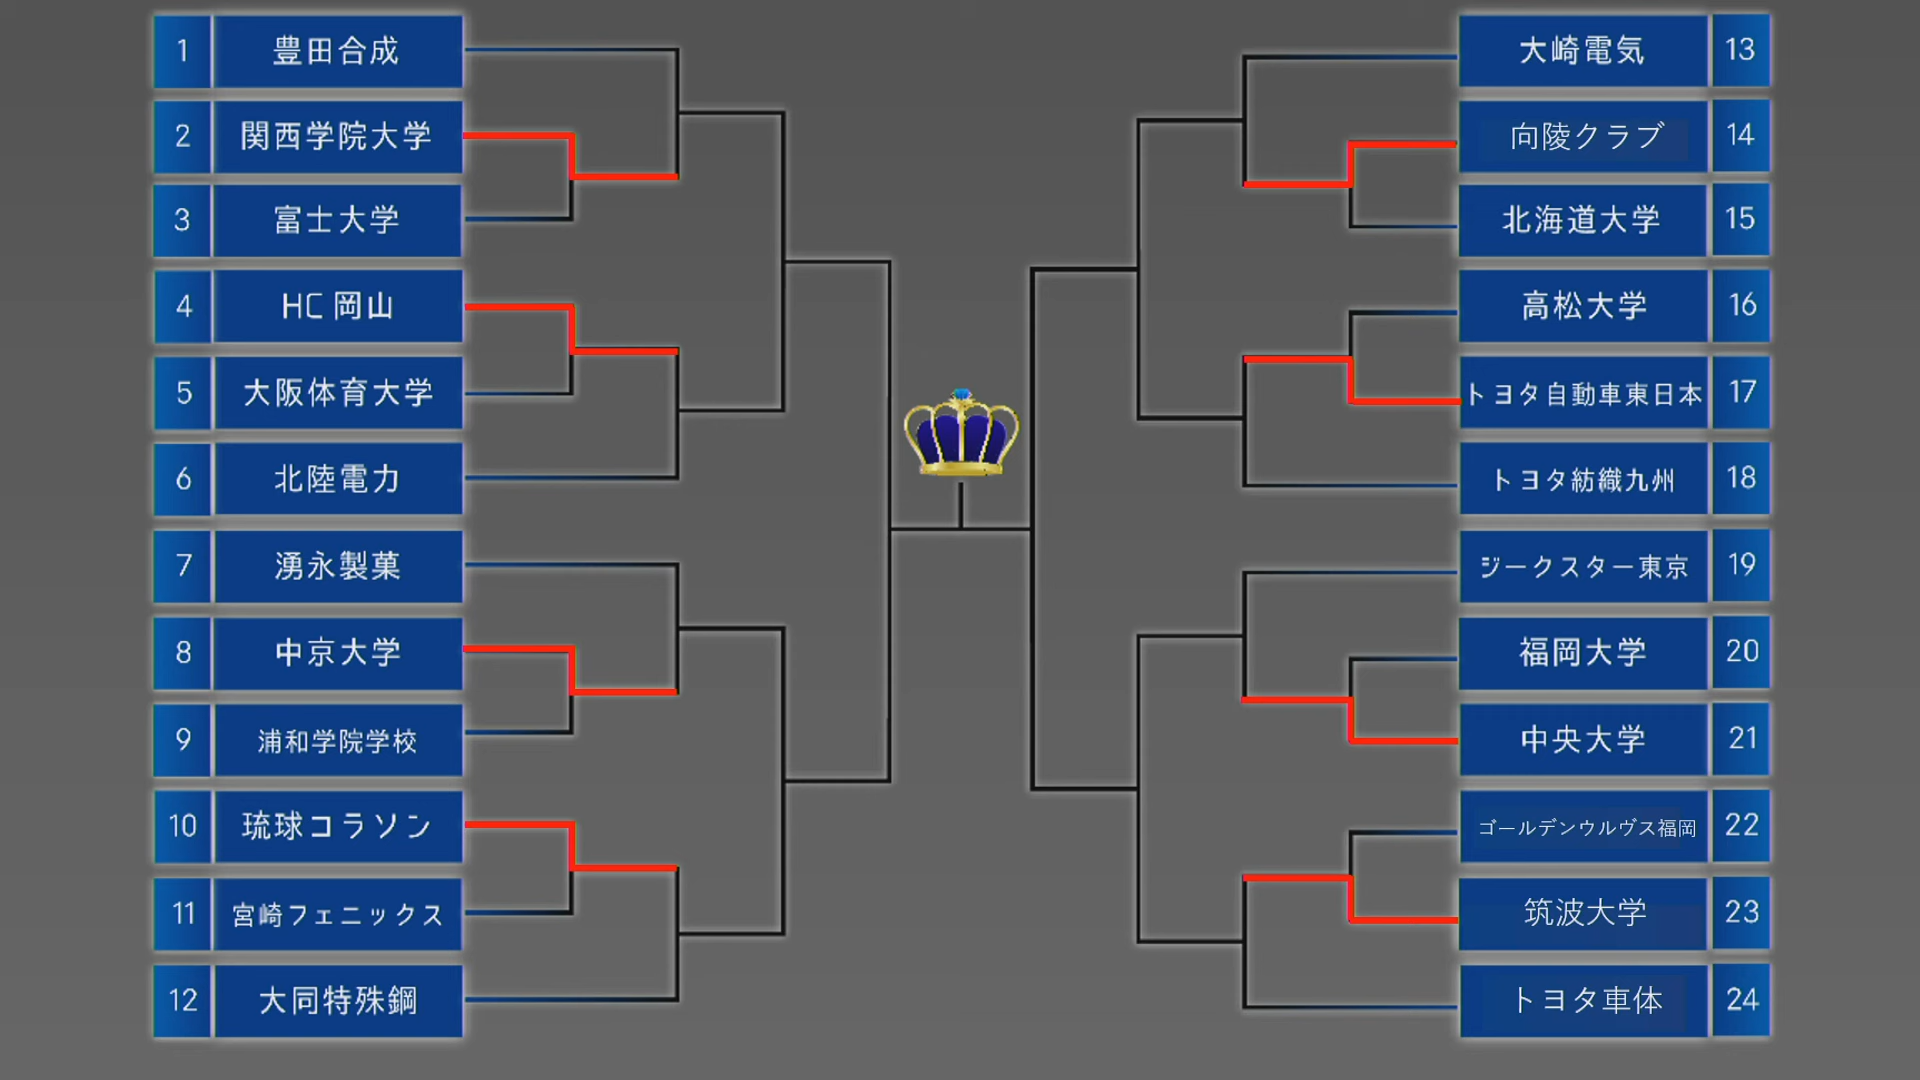 1 豊田合成
2 関西学院大学
3 富士大学
4 HC 岡山
5 大阪体育大学
6 北陸電力
7 湧永製菓
8 中京大学
9 浦和学院学校
10 琉球コラソン
11 宮崎フェニックス
12 大同特殊鋼
大崎電気 13
向陵クラブ 14
北海道大学 15
高松大学 16
トヨタ自動車東日本 17
トヨタ紡織九州 18
ジークスター東京 19
福岡大学 20
中央大学 21
ゴールデンウルヴス福岡 22
筑波大学 23
トヨタ車体 24